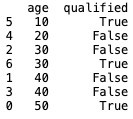 age qualified
5 10 True
4 20 False
2 30 False
6 30 True
1 40 False
3 40 False
0 50 True